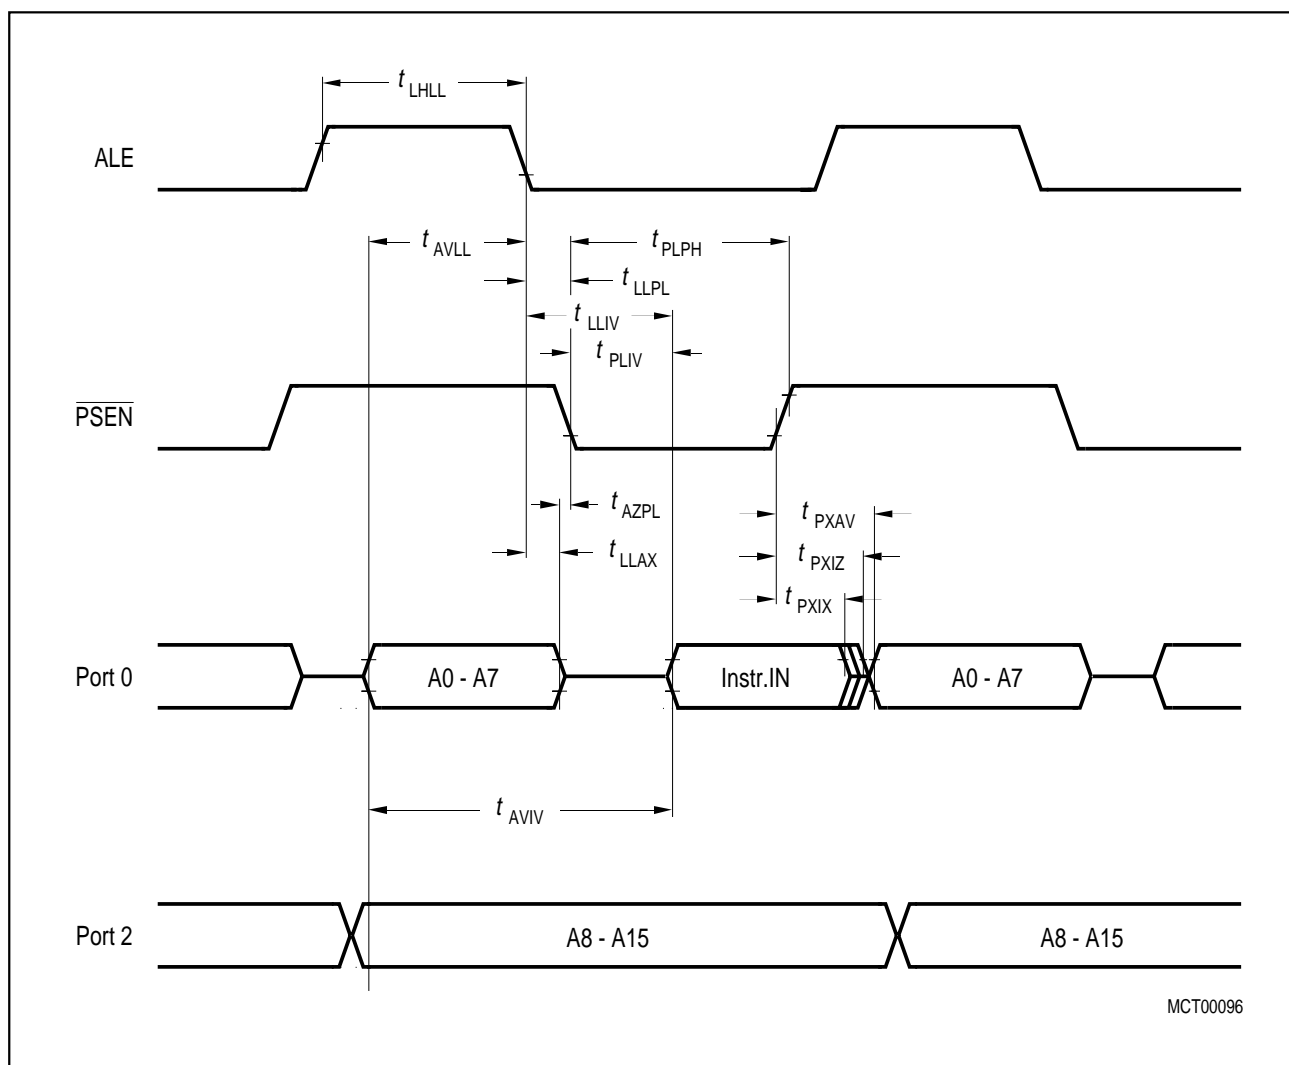 t LHLL
ALE
t AVLL
t PLPH
t LLPL
t LLIV
t PLIV
PSEN
t AZPL
t PXAV
t LLAX
t PXIZ
t PXIX
Port 0
A0 - A7
Instr.IN
A0 - A7
t AVIV
Port 2
A8 - A15
A8 - A15
MCT00096